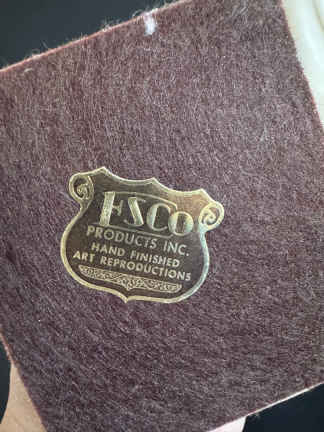 ESCO
PRODUCTS INC.
HAND FINISHED
ART REPRODUCTIONS